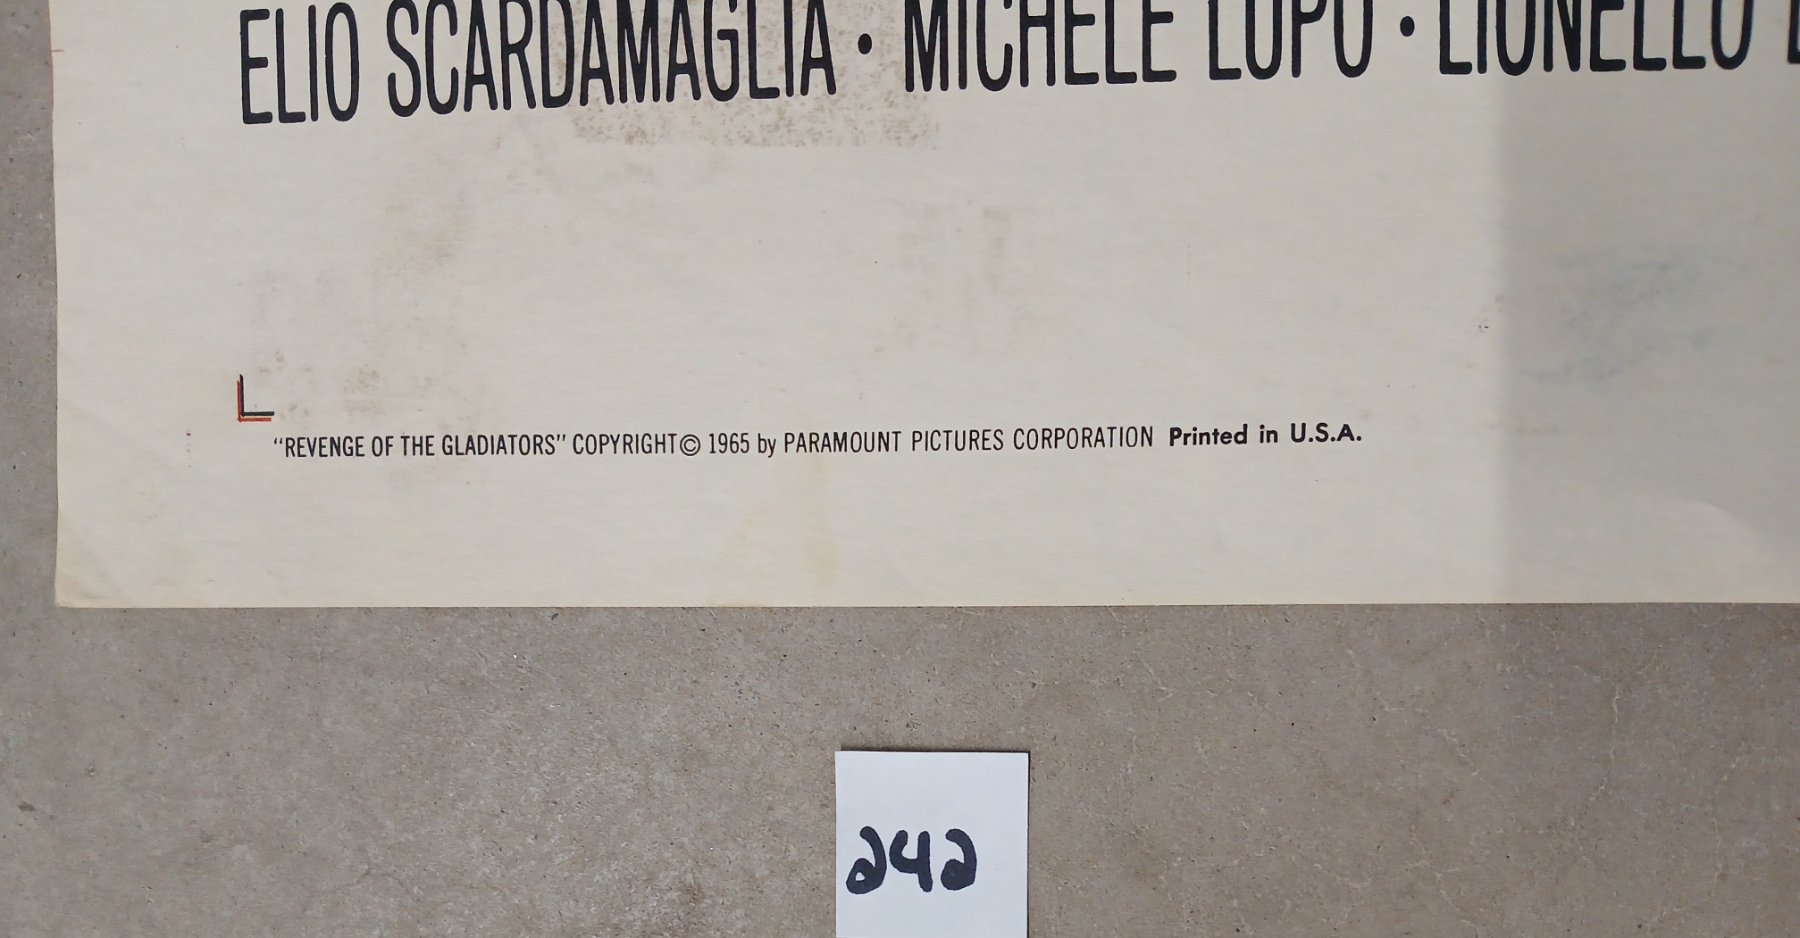 ELIO SCARDAMAGLIA • MICHELE LUPO • LIONELLO
"REVENGE OF THE GLADIATORS" COPYRIGHT © 1965 by PARAMOUNT PICTURES CORPORATION Printed in U.S.A.
242